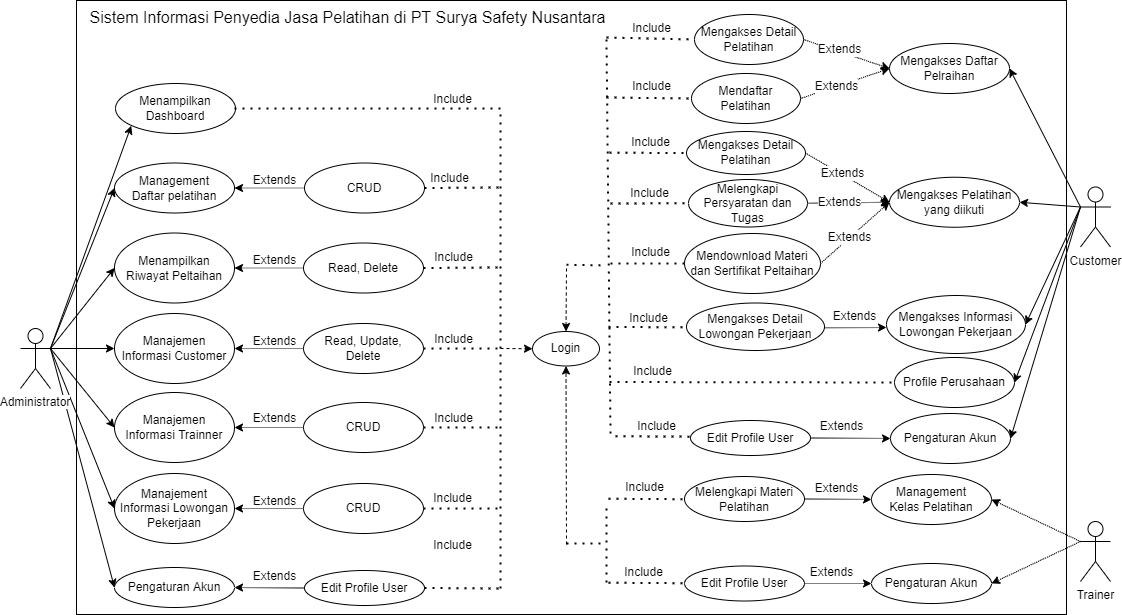 Sistem Informasi Penyedia Jasa Pelatihan di PT Surya Safety Nusantara
Menampilkan
Dashboard
Include
Management
Daftar pelatihan
Extends
CRUD
Include
Menampilkan
Riwayat Peltaihan
Extends
Read, Delete
Include
Manajemen
Informasi Customer
Extends
Read, Update,
Delete
Include
Manajemen
Informasi Trainner
Extends
CRUD
Include
Manajement
Informasi Lowongan
Pekerjaan
Extends
CRUD
Include
Include
Pengaturan Akun
Extends
Edit Profile User
Administrator
Login
Include
Mengakses Detail
Pelatihan
Extends
Mengakses Daftar
Pelraihan
Include
Mendaftar
Pelatihan
Extends
Include
Mengakses Detail
Pelatihan
Extends
Include
Melengkapi
Persyaratan dan
Tugas
Extends
Mengakses Pelatihan
yang diikuti
Include
Mendownload Materi
dan Sertifikat Peltaihan
Extends
Customer
Include
Mengakses Detail
Lowongan Pekerjaan
Extends
Mengakses Informasi
Lowongan Pekerjaan
Include
Profile Perusahaan
Include
Edit Profile User
Extends
Pengaturan Akun
Include
Melengkapi Materi
Pelatihan
Extends
Management
Kelas Pelatihan
Include
Edit Profile User
Extends
Pengaturan Akun
Trainer